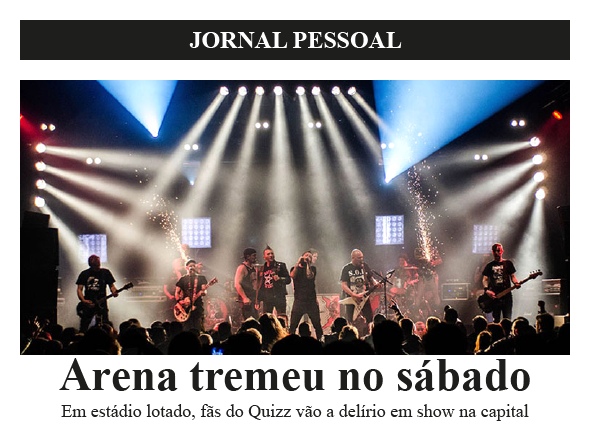 JORNAL PESSOAL
Arena tremeu no sábado
Em estádio lotado, fãs do Quizz vão a delírio em show na capital